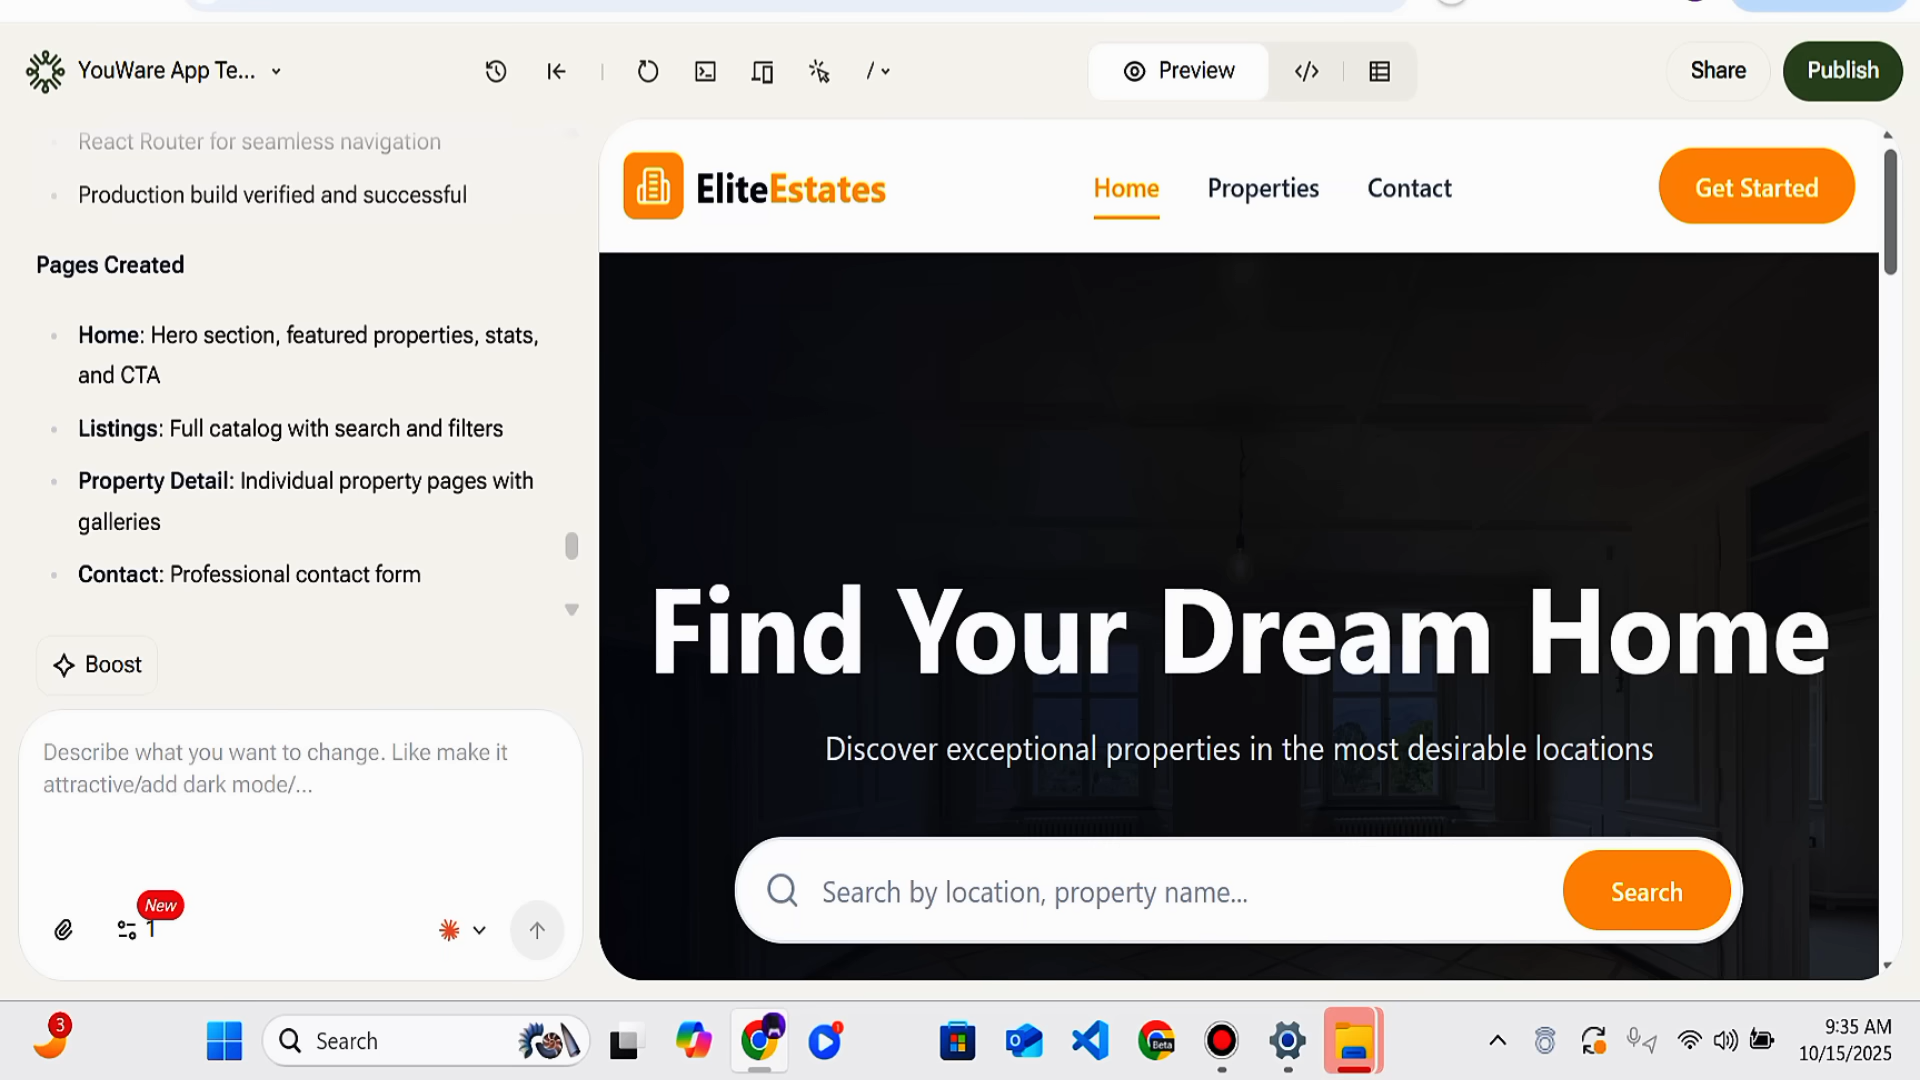 YouWare App Te...
/
Preview
</>
Share
Publish
React Router for seamless navigation
Production build verified and successful
Pages Created
Home: Hero section, featured properties, stats,
and CTA
Listings: Full catalog with search and filters
Property Detail: Individual property pages with
galleries
Contact: Professional contact form
Boost
Describe what you want to change. Like make it
attractive/add dark mode/...
New
1
EliteEstates
Home
Properties
Contact
Get Started
Find Your Dream Home
Discover exceptional properties in the most desirable locations
Search by location, property name...
Search
3
Search
1
Beta
9:35 AM
10/15/2025